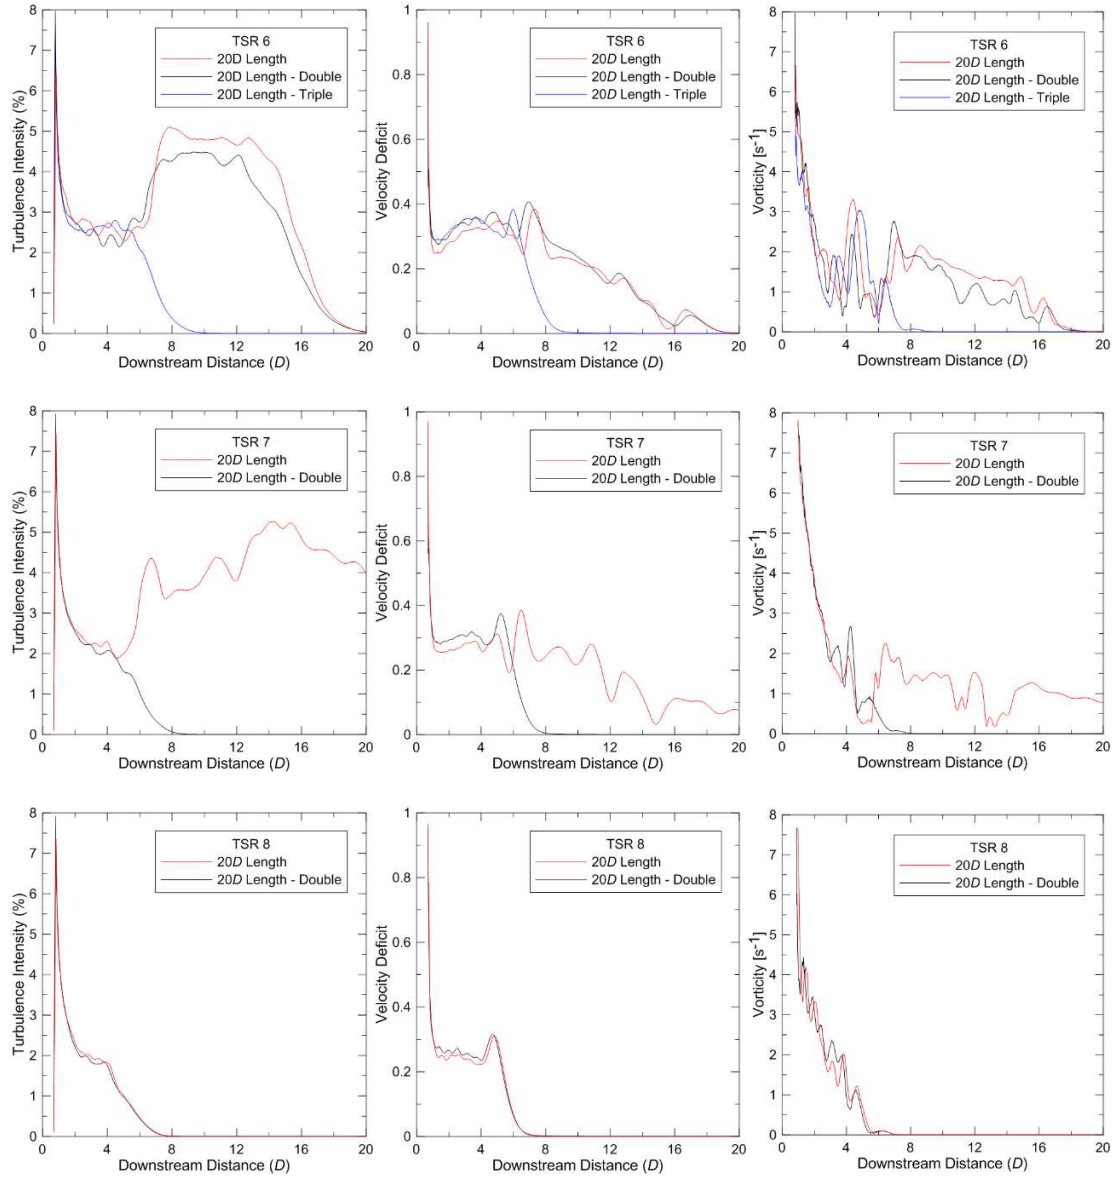 TSR 6
20D Length
20D Length - Double
20D Length - Triple
Turbulence Intensity (%)
8
7
6
5
4
3
2
1
0
0 4 8 12 16 20
Downstream Distance (D)
TSR 6
20D Length
20D Length - Double
20D Length - Triple
Velocity Deficit
1
0.8
0.6
0.4
0.2
0
0 4 8 12 16 20
Downstream Distance (D)
TSR 6
20D Length
20D Length - Double
20D Length - Triple
Vorticity [s⁻¹]
8
7
6
5
4
3
2
1
0
0 4 8 12 16 20
Downstream Distance (D)
TSR 7
20D Length
20D Length - Double
Turbulence Intensity (%)
8
7
6
5
4
3
2
1
0
0 4 8 12 16 20
Downstream Distance (D)
TSR 7
20D Length
20D Length - Double
Velocity Deficit
1
0.8
0.6
0.4
0.2
0
0 4 8 12 16 20
Downstream Distance (D)
TSR 7
20D Length
20D Length - Double
Vorticity [s⁻¹]
8
7
6
5
4
3
2
1
0
0 4 8 12 16 20
Downstream Distance (D)
TSR 8
20D Length
20D Length - Double
Turbulence Intensity (%)
8
7
6
5
4
3
2
1
0
0 4 8 12 16 20
Downstream Distance (D)
TSR 8
20D Length
20D Length - Double
Velocity Deficit
1
0.8
0.6
0.4
0.2
0
0 4 8 12 16 20
Downstream Distance (D)
TSR 8
20D Length
20D Length - Double
Vorticity [s⁻¹]
8
7
6
5
4
3
2
1
0
0 4 8 12 16 20
Downstream Distance (D)